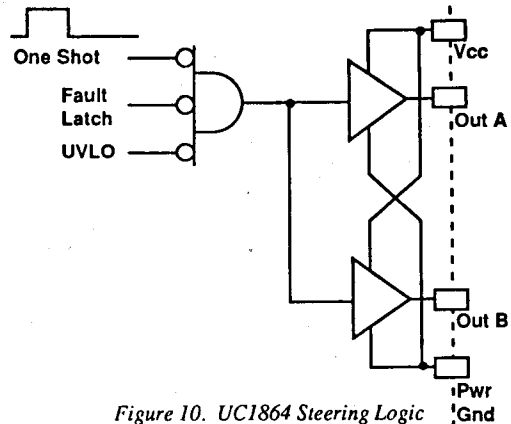 One Shot
Fault
Latch
UVLO
Vcc
Out A
Out B
Pwr
Gnd
Figure 10. UC1864 Steering Logic